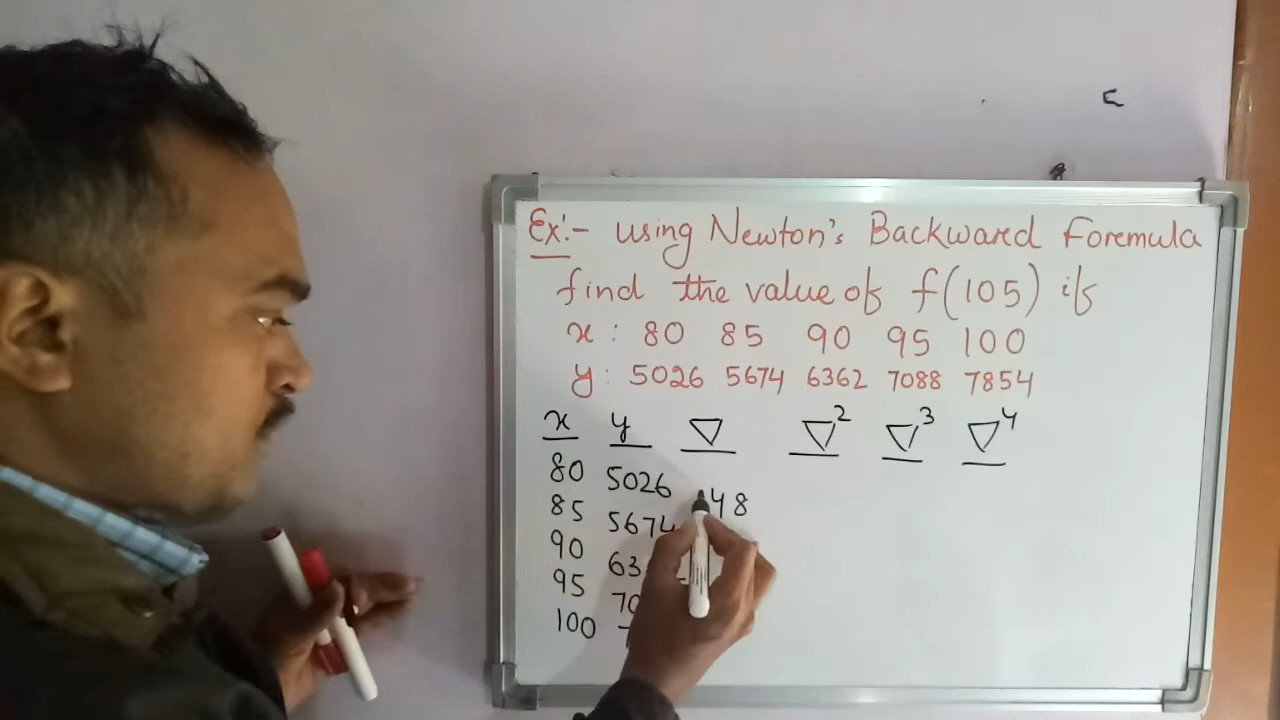 Ex:- using Newton's Backward Foremula
find the value of f(105) if
x : 80 85 90 95 100
y : 5026 5674 6362 7088 7854
x y ∇ ∇² ∇³ ∇⁴
80 5026
48
85 5674
90 63
95 70
100